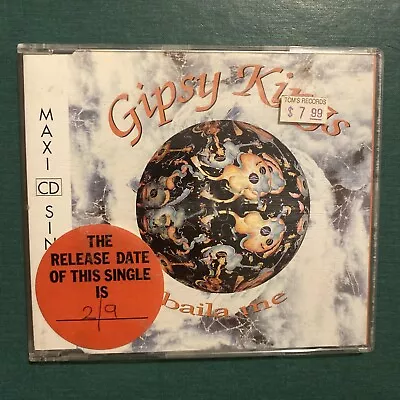 Gipsy Kings
TOM'S RECORDS
$ 7.99
MAXI
CD
SIN
THE
RELEASE DATE
OF THIS SINGLE
IS
2/9
baila me